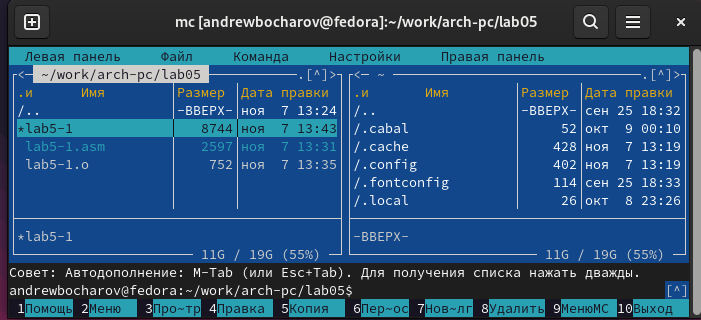 mc [andrewbocharov@fedora]:~/work/arch-pc/lab05
Левая панель Файл Команда Настройки Правая панель
<─ ~/work/arch-pc/lab05 .[^]> <─ ~ .[^]>
.и Имя Размер Дата правки .и Имя Размер Дата правки
/.. -ВВЕРХ- ноя 7 13:24 /.. -ВВЕРХ- сен 25 18:32
*lab5-1 8744 ноя 7 13:43 /.cabal 52 окт 9 00:10
lab5-1.asm 2597 ноя 7 13:31 /.cache 428 ноя 7 13:19
lab5-1.o 752 ноя 7 13:35 /.config 402 ноя 7 13:19
/.fontconfig 114 сен 25 18:33
/.local 26 окт 8 23:26
*lab5-1 -ВВЕРХ-
11G / 19G (55%) 11G / 19G (55%)
Совет: Автодополнение: M-Tab (или Esc+Tab). Для получения списка нажать дважды.
andrewbocharov@fedora:~/work/arch-pc/lab05$ [^]
1Помощь 2Меню 3Про~тр 4Правка 5Копия 6Пер~ос 7Нов~лг 8Удалить 9МенюMC 10Выход